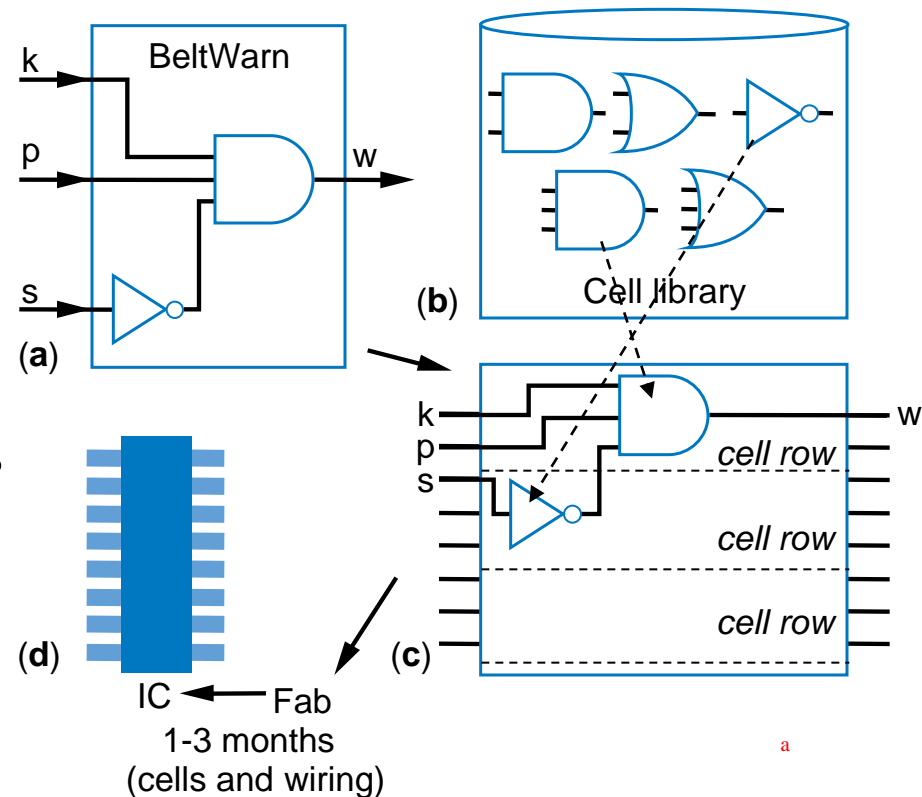 BeltWarn
k
p
w
s
(a)
(b)
Cell library
k
w
p
cell row
s
cell row
cell row
(c)
(d)
IC
Fab
1-3 months
(cells and wiring)
a